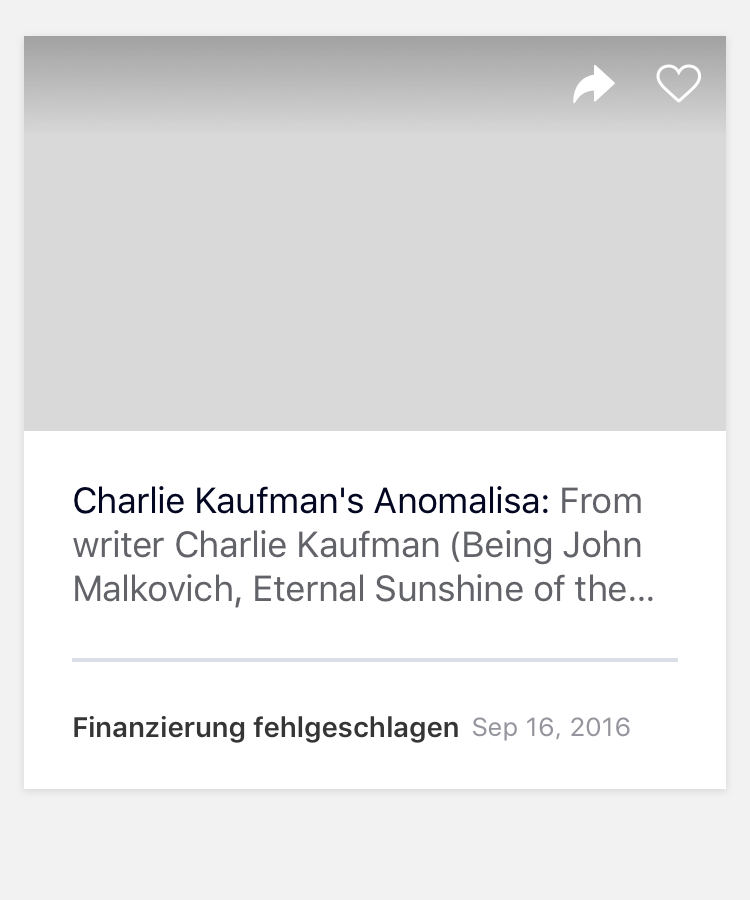 Charlie Kaufman's Anomalisa: From
writer Charlie Kaufman (Being John
Malkovich, Eternal Sunshine of the...
Finanzierung fehlgeschlagen Sep 16, 2016